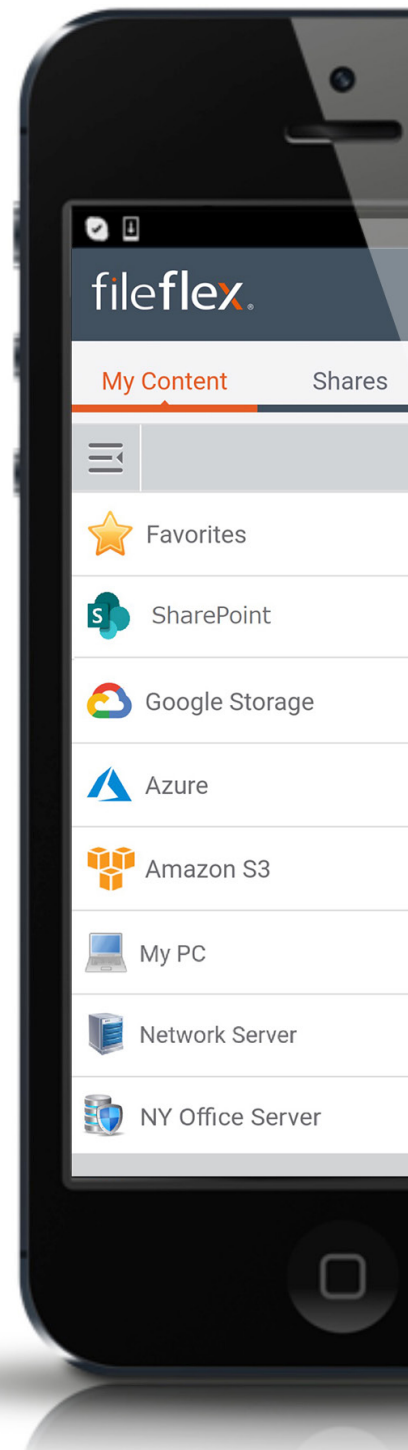 fileflex®
My Content Shares
Favorites
S SharePoint
Google Storage
Azure
Amazon S3
My PC
Network Server
NY Office Server